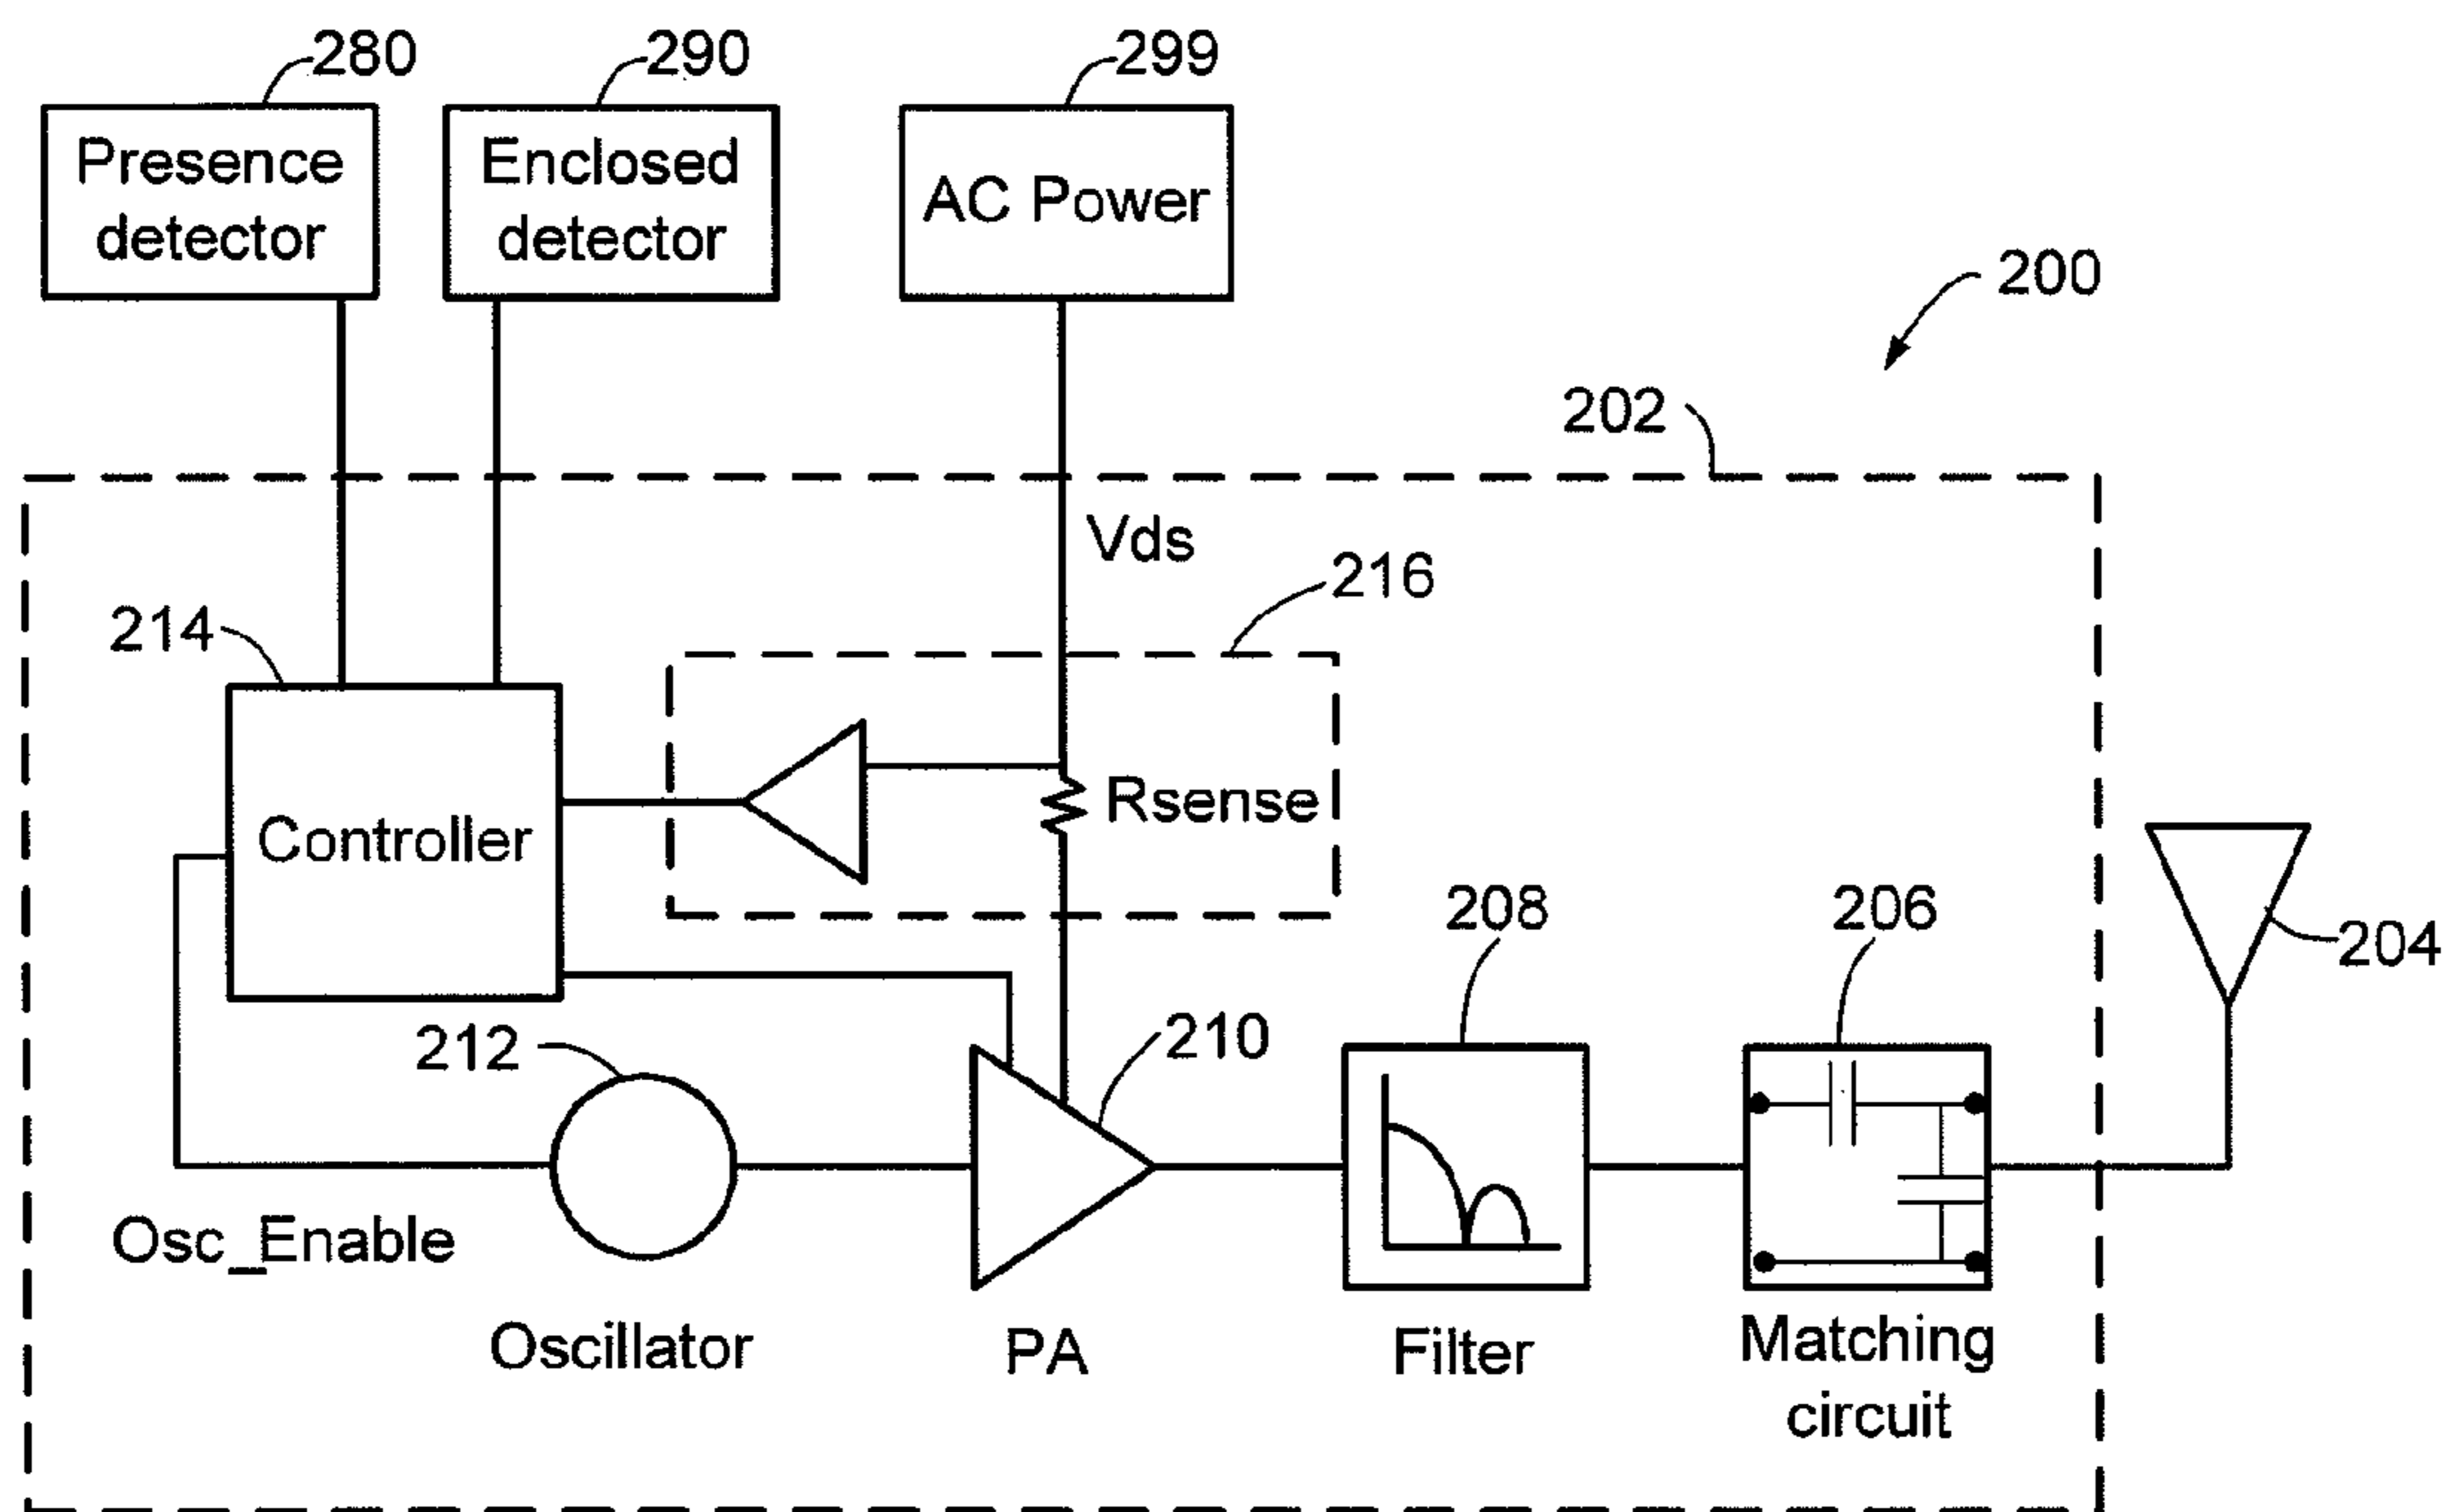 280
290
299
Presence
detector
Enclosed
detector
AC Power
200
202
Vds
216
214
Rsense
Controller
208
206
204
212
210
Osc_Enable
Oscillator
PA
Filter
Matching
circuit